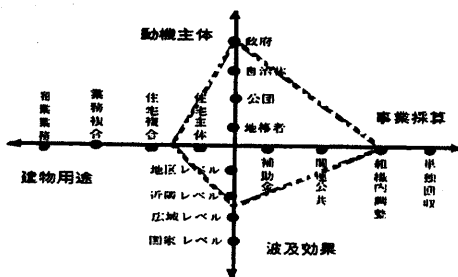 動機主体
政府
自治体
公団
地権者
事業採算
商業業務
業務複合
住宅複合
住宅主体
建物用途
地区レベル
近隣レベル
広域レベル
国家レベル
補助金
関連公共
組織内調整
単独回収
波及効果